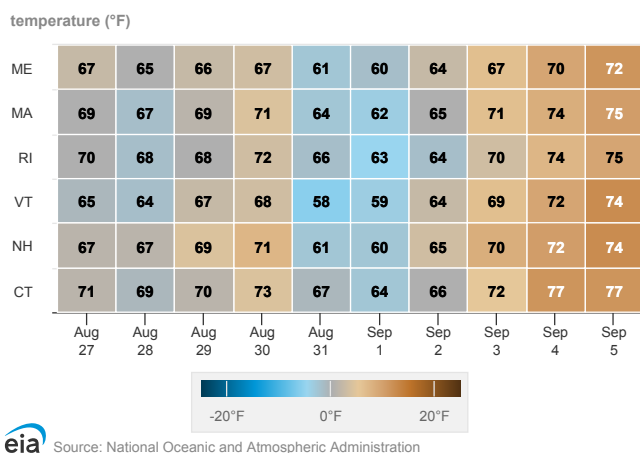 temperature (°F)
ME 67 65 66 67 61 60 64 67 70 72
MA 69 67 69 71 64 62 65 71 74 75
RI 70 68 68 72 66 63 64 70 74 75
VT 65 64 67 68 58 59 64 69 72 74
NH 67 67 69 71 61 60 65 70 72 74
CT 71 69 70 73 67 64 66 72 77 77
Aug Aug Aug Aug Aug Sep Sep Sep Sep Sep
27 28 29 30 31 1 2 3 4 5
-20°F 0°F 20°F
eia Source: National Oceanic and Atmospheric Administration